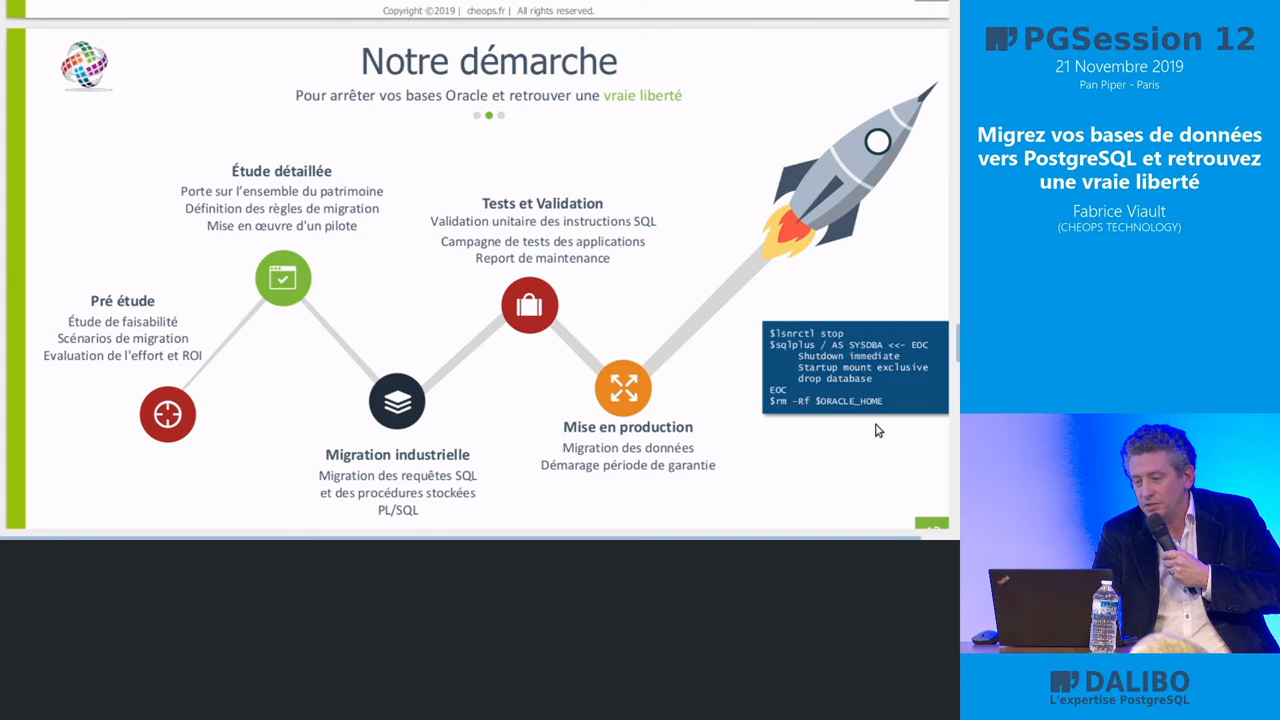 Copyright ©2019 | cheops.fr | All rights reserved.
Notre démarche
Pour arrêter vos bases Oracle et retrouver une vraie liberté
Étude détaillée
Porte sur l'ensemble du patrimoine
Définition des règles de migration
Mise en œuvre d'un pilote
Tests et Validation
Validation unitaire des instructions SQL
Campagne de tests des applications
Report de maintenance
Pré étude
Étude de faisabilité
Scénarios de migration
Evaluation de l'effort et ROI
Migration industrielle
Migration des requêtes SQL
et des procédures stockées
PL/SQL
Mise en production
Migration des données
Démarage période de garantie
$lsnrctl stop
$sqlplus / AS SYSDBA <<- EOC
Shutdown immediate
Startup mount exclusive
drop database
EOC
$rm -Rf $ORACLE_HOME
PGSession 12
21 Novembre 2019
Pan Piper - Paris
Migrez vos bases de données
vers PostgreSQL et retrouvez
une vraie liberté
Fabrice Viault
(CHEOPS TECHNOLOGY)
DALIBO
L'expertise PostgreSQL